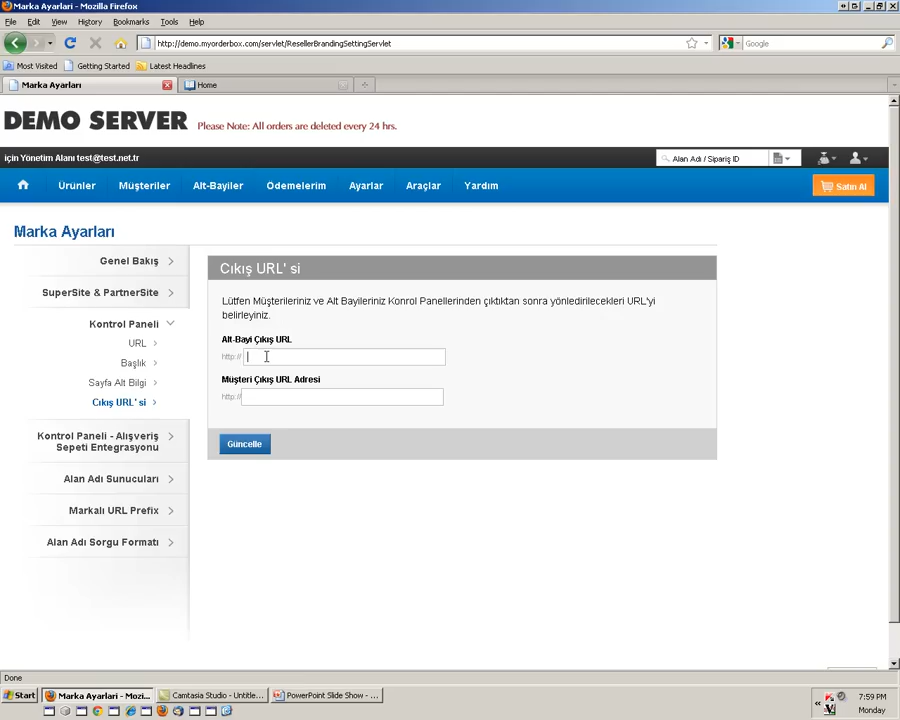 Marka Ayarları - Mozilla Firefox
File Edit View History Bookmarks Tools Help
http://demo.myorderbox.com/servlet/ResellerBrandingSettingServlet
Google
Most Visited Getting Started Latest Headlines
Marka Ayarları
Home
DEMO SERVER Please Note: All orders are deleted every 24 hrs.
için Yönetim Alanı test@test.net.tr
Alan Adı / Sipariş ID
Ürünler Müşteriler Alt-Bayiler Ödemelerim Ayarlar Araçlar Yardım
Satın Al
Marka Ayarları
Genel Bakış
SuperSite & PartnerSite
Kontrol Paneli
URL
Başlık
Sayfa Alt Bilgi
Cıkış URL' si
Kontrol Paneli - Alışveriş
Sepeti Entegrasyonu
Alan Adı Sunucuları
Markalı URL Prefix
Alan Adı Sorgu Formatı
Cıkış URL' si
Lütfen Müşterileriniz ve Alt Bayileriniz Konrol Panellerinden çıktıktan sonra yönledirilecekleri URL'yi
belirleyiniz.
Alt-Bayi Çıkış URL
http://
Müşteri Çıkış URL Adresi
http://
Güncelle
Done
Start
Marka Ayarlari - Mozi...
Camtasia Studio - Untitle...
PowerPoint Slide Show - ...
7:59 PM
Monday